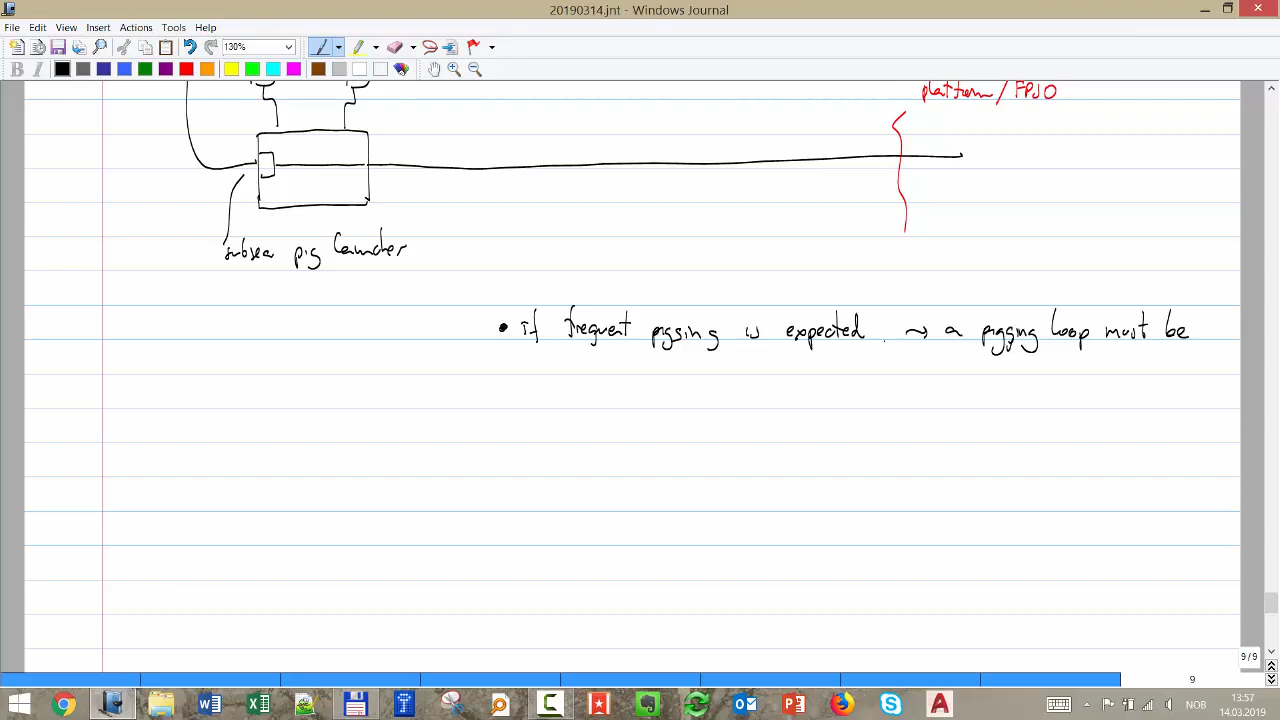 20190314.jnt - Windows Journal
File Edit View Insert Actions Tools Help
130%
B I
platform / FPSO
subsea pig launcher
• if frequent pigging is expected. → a pigging loop must be
9 / 9
9
NOB
13:57
14.03.2019